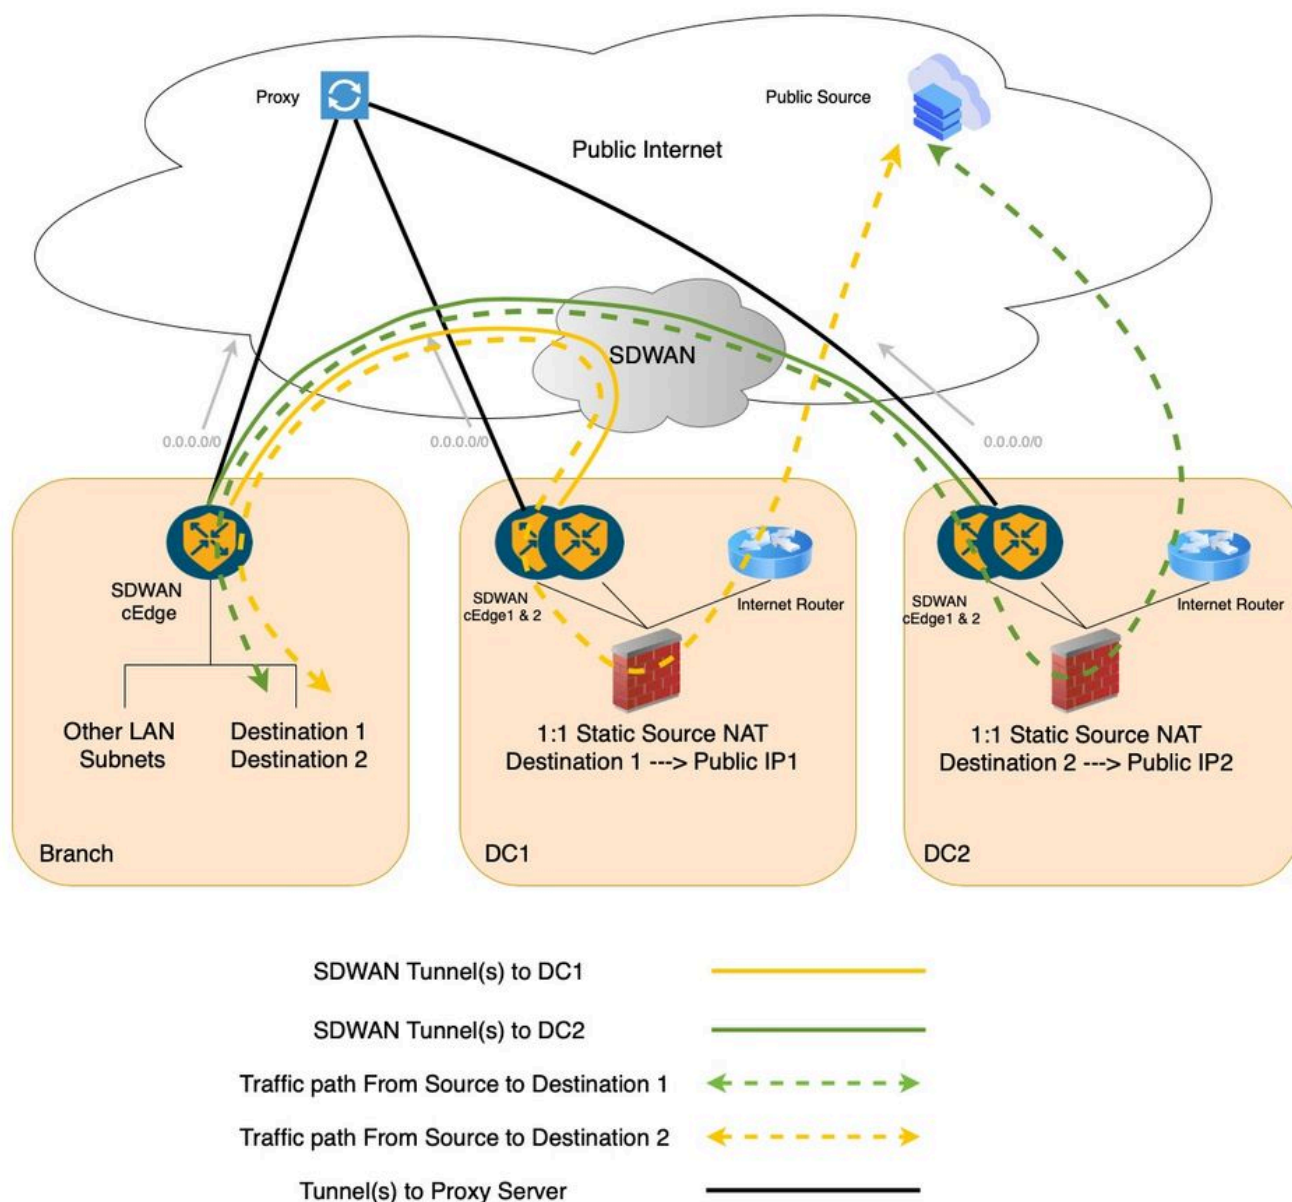 Proxy
Public Source
Public Internet
SDWAN
0.0.0.0/0
0.0.0.0/0
0.0.0.0/0
SDWAN
cEdge
Other LAN
Subnets
Destination 1
Destination 2
Branch
SDWAN
cEdge1 & 2
Internet Router
1:1 Static Source NAT
Destination 1 ---> Public IP1
DC1
SDWAN
cEdge1 & 2
Internet Router
1:1 Static Source NAT
Destination 2 ---> Public IP2
DC2
SDWAN Tunnel(s) to DC1
SDWAN Tunnel(s) to DC2
Traffic path From Source to Destination 1
Traffic path From Source to Destination 2
Tunnel(s) to Proxy Server